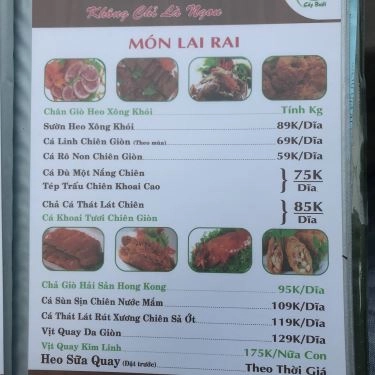 Không Chỉ Là Ngon
MÓN LAI RAI
Chân Giò Heo Xông Khói Tính Kg
Sườn Heo Xông Khói 89K/Dĩa
Cá Linh Chiên Giòn (Theo mùa) 69K/Dĩa
Cá Rô Non Chiên Giòn 59K/Dĩa
Cá Dù Một Nắng Chiên
Tép Trấu Chiên Khoai Cao
75K
Dĩa
Chả Cá Thát Lát Chiên
Cá Khoai Tươi Chiên Giòn
85K
Dĩa
Chả Giò Hải Sản Hong Kong 95K/Dĩa
Cá Sùn Sịn Chiên Nước Mắm 109K/Dĩa
Cá Thát Lát Rút Xương Chiên Sả Ớt 119K/Dĩa
Vịt Quay Da Giòn 129K/Dĩa
Vịt Quay Kim Linh 175K/Nửa Con
Heo Sữa Quay (Đặt trước) Theo Thời Giá